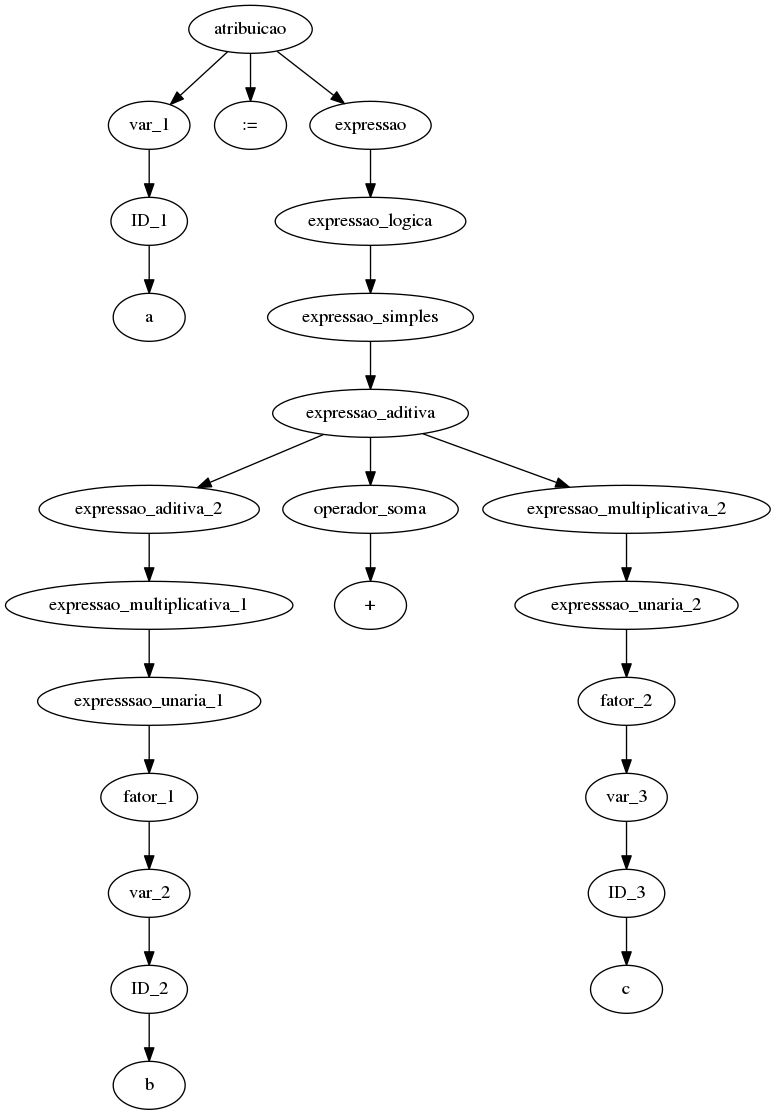 atribuicao
var_1 := expressao
ID_1 expressao_logica
a expressao_simples
expressao_aditiva
expressao_aditiva_2 operador_soma expressao_multiplicativa_2
expressao_multiplicativa_1 + expresssao_unaria_2
expresssao_unaria_1 fator_2
fator_1 var_3
var_2 ID_3
ID_2 c
b